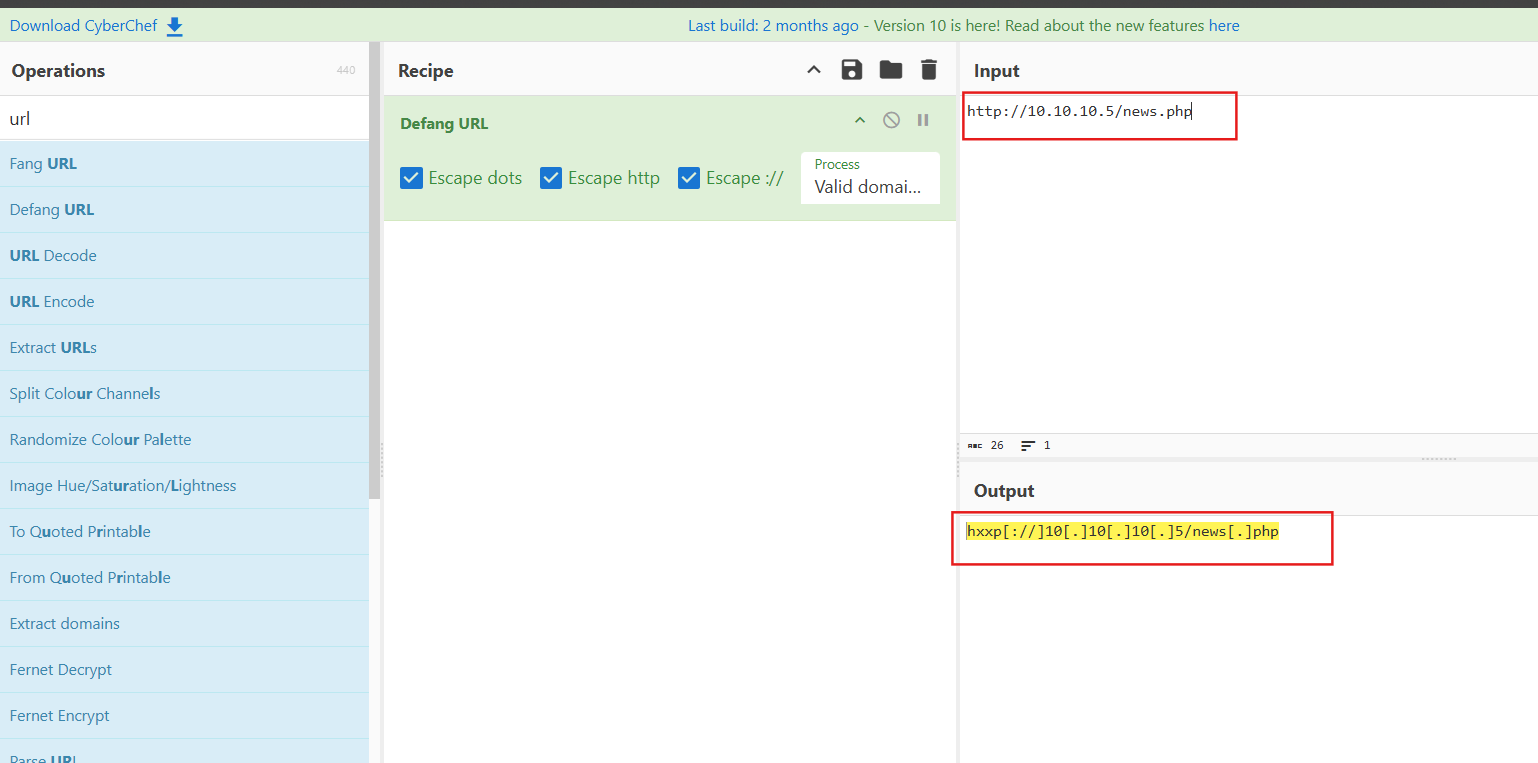 Download CyberChef
Last build: 2 months ago - Version 10 is here! Read about the new features here
Operations
440
url
Fang URL
Defang URL
URL Decode
URL Encode
Extract URLs
Split Colour Channels
Randomize Colour Palette
Image Hue/Saturation/Lightness
To Quoted Printable
From Quoted Printable
Extract domains
Fernet Decrypt
Fernet Encrypt
Parse URL
Recipe
Defang URL
Escape dots
Escape http
Escape ://
Process
Valid domai...
Input
http://10.10.10.5/news.php
ABC 26
1
Output
hxxp[://]10[.]10[.]10[.]5/news[.]php